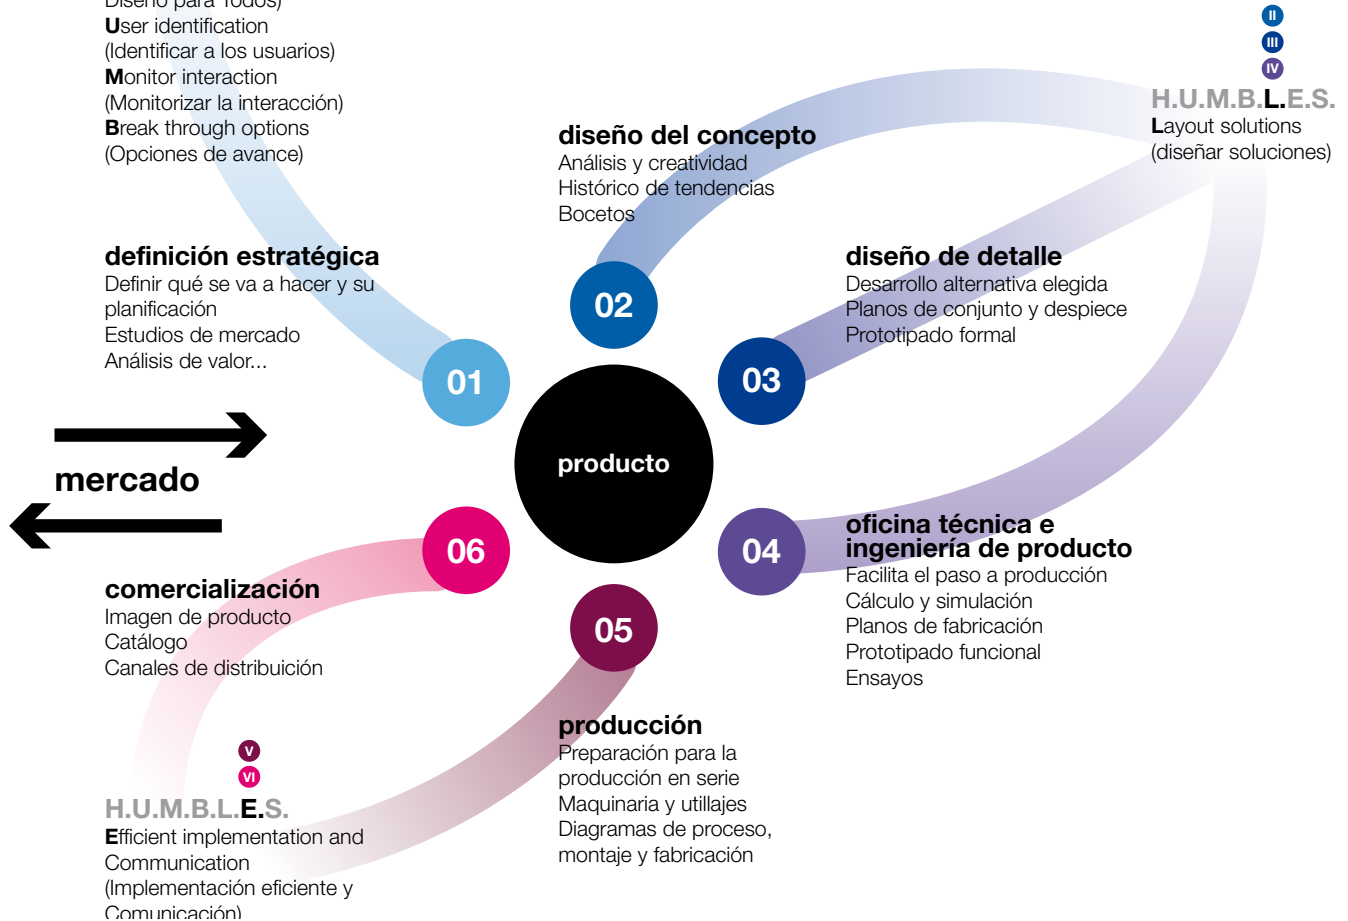 Diseño para Todos)
User identification
(Identificar a los usuarios)
Monitor interaction
(Monitorizar la interacción)
Break through options
(Opciones de avance)
II
III
IV
H.U.M.B.L.E.S.
Layout solutions
(diseñar soluciones)
diseño del concepto
Análisis y creatividad
Histórico de tendencias
Bocetos
definición estratégica
Definir qué se va a hacer y su
planificación
Estudios de mercado
Análisis de valor...
diseño de detalle
Desarrollo alternativa elegida
Planos de conjunto y despiece
Prototipado formal
02
01
03
producto
mercado
06
04
05
oficina técnica e
ingeniería de producto
Facilita el paso a producción
Cálculo y simulación
Planos de fabricación
Prototipado funcional
Ensayos
comercialización
Imagen de producto
Catálogo
Canales de distribuición
producción
Preparación para la
producción en serie
Maquinaria y utillajes
Diagramas de proceso,
montaje y fabricación
V
VI
H.U.M.B.L.E.S.
Efficient implementation and
Communication
(Implementación eficiente y
Comunicación)